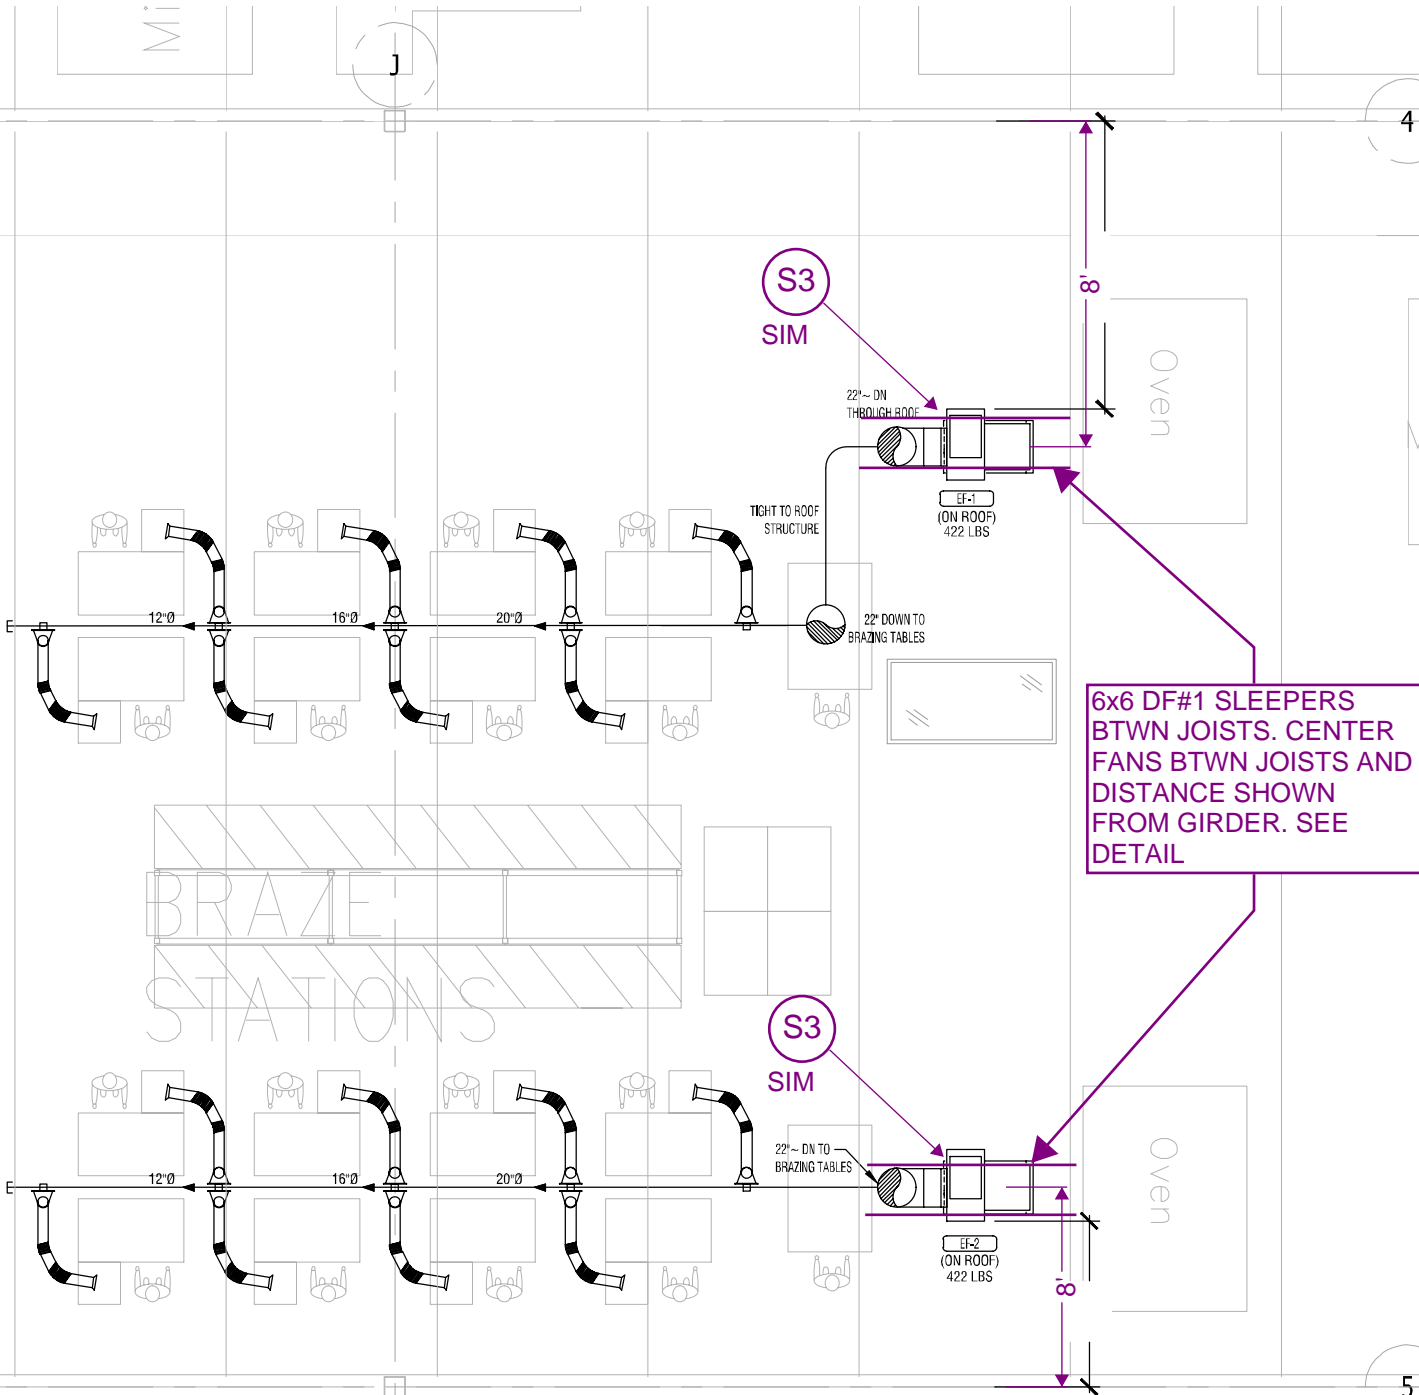 Mi
J
4
8'
S3
SIM
Oven
22"~ DN
THROUGH ROOF
EF-1
(ON ROOF)
422 LBS
TIGHT TO ROOF
STRUCTURE
12"Ø
16"Ø
20"Ø
22" DOWN TO
BRAZING TABLES
E
6x6 DF#1 SLEEPERS
BTWN JOISTS. CENTER
FANS BTWN JOISTS AND
DISTANCE SHOWN
FROM GIRDER. SEE
DETAIL
BRAZE
STATIONS
S3
SIM
22"~ DN TO
BRAZING TABLES
Oven
12"Ø
16"Ø
20"Ø
E
EF-2
(ON ROOF)
422 LBS
8'
5